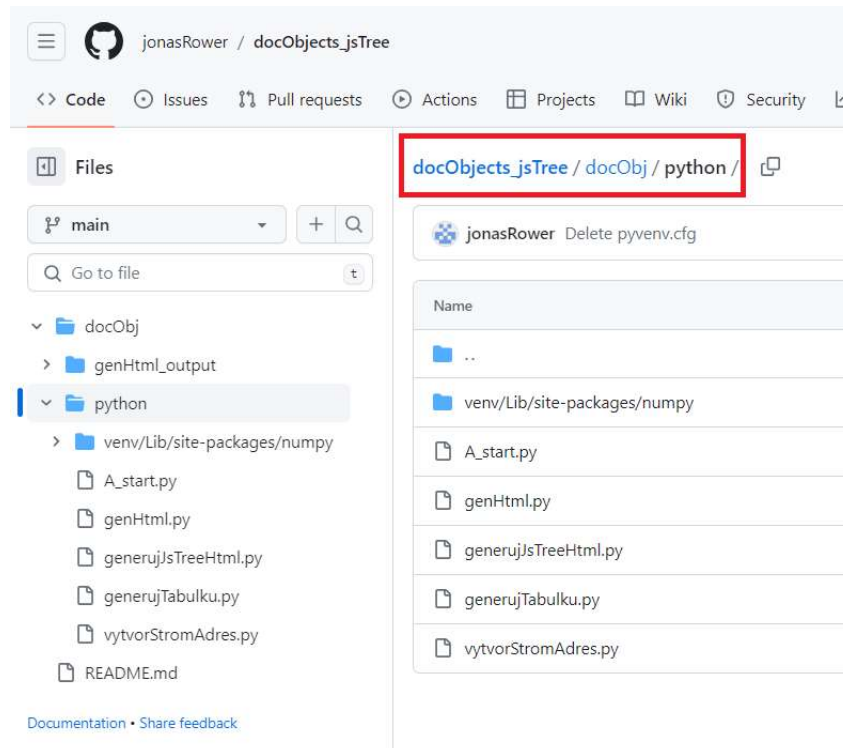 jonasRower / docObjects_jsTree
Code Issues Pull requests Actions Projects Wiki Security
Files
main
Go to file t
docObj
genHtml_output
python
venv/Lib/site-packages/numpy
A_start.py
genHtml.py
generujJsTreeHtml.py
generujTabulku.py
vytvorStromAdres.py
README.md
Documentation • Share feedback
docObjects_jsTree / docObj / python /
jonasRower Delete pyvenv.cfg
Name
..
venv/Lib/site-packages/numpy
A_start.py
genHtml.py
generujJsTreeHtml.py
generujTabulku.py
vytvorStromAdres.py